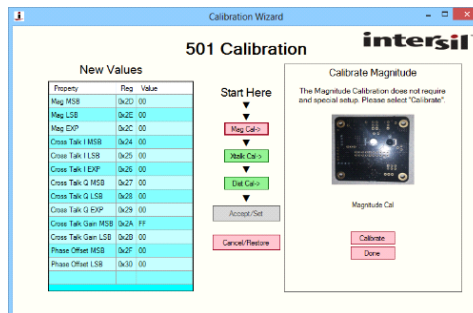 Calibration Wizard
intersil
501 Calibration
New Values
Property Reg Value
Mag MSB 0x2D 00
Mag LSB 0x2E 00
Mag EXP 0x2C 00
Cross Talk I MSB 0x24 00
Cross Talk I LSB 0x25 00
Cross Talk I EXP 0x26 00
Cross Talk Q MSB 0x27 00
Cross Talk Q LSB 0x28 00
Cross Talk Q EXP 0x29 00
Cross Talk Gain MSB 0x2A FF
Cross Talk Gain LSB 0x2B 00
Phase Offset MSB 0x2F 00
Phase Offset LSB 0x30 00
Start Here
Mag Cal->
Xtalk Cal->
Dist Cal->
Accept/Set
Cancel/Restore
Calibrate Magnitude
The Magnitude Calibration does not require
and special setup. Please select "Calibrate".
Magnitude Cal
Calibrate
Done